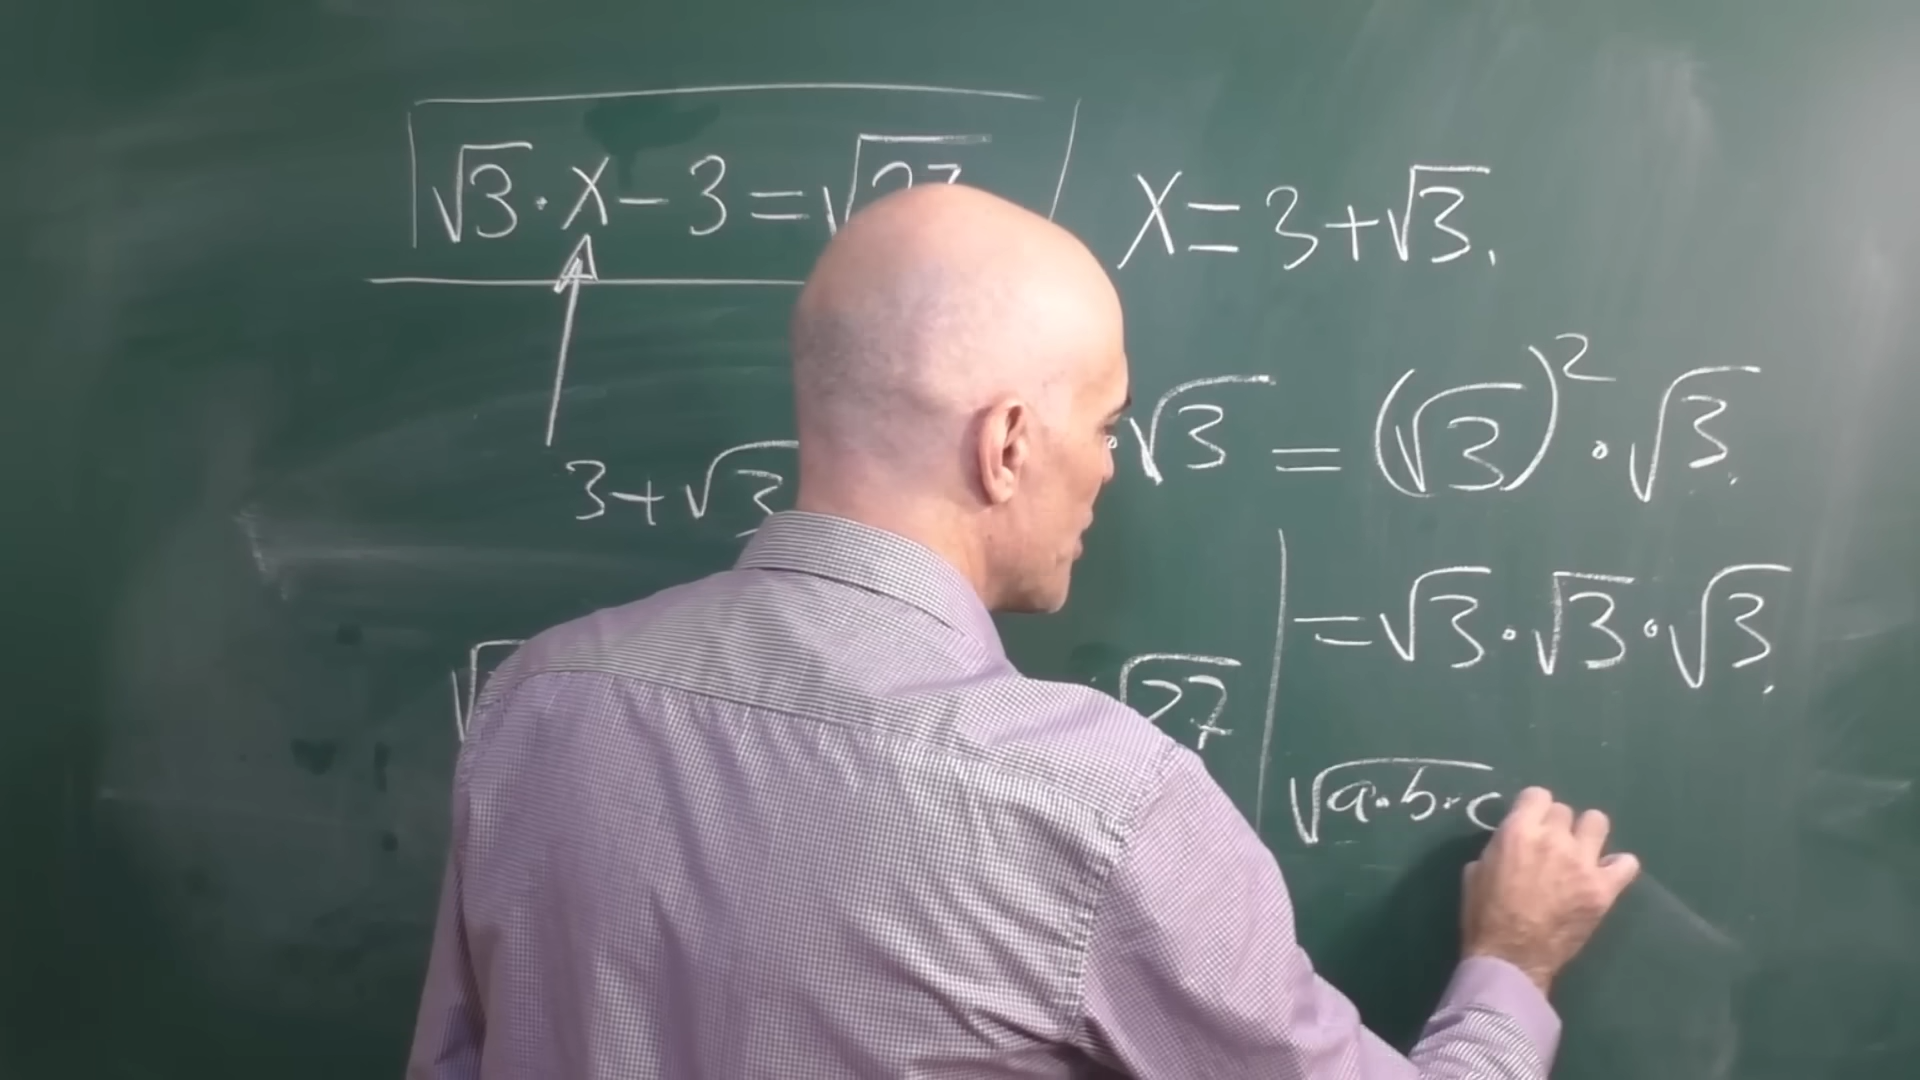 √3·x-3=√27
x=3+√3.
·√3=(√3)²·√3.
3+√3
=√3·√3·√3.
√27
√a·b·c